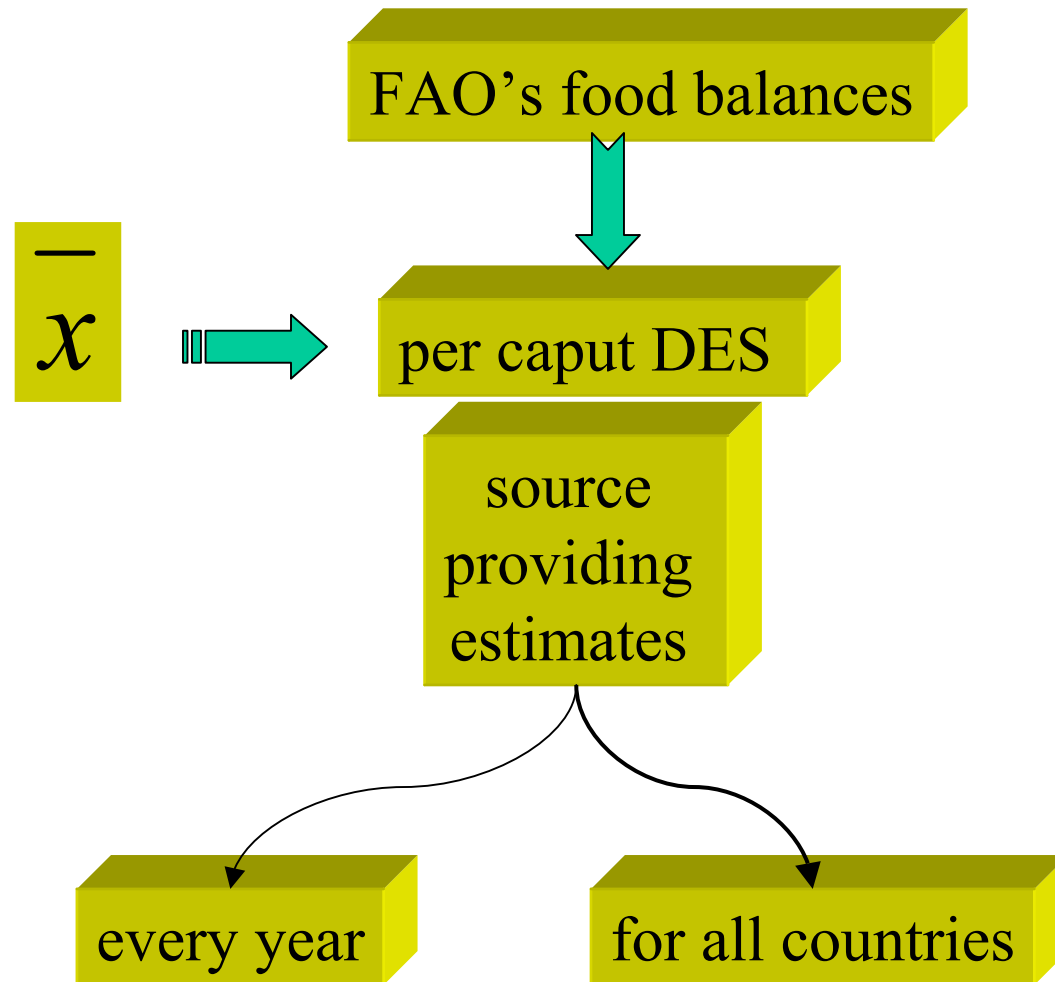 FAO’s food balances
x̅
per caput DES
source
providing
estimates
every year
for all countries